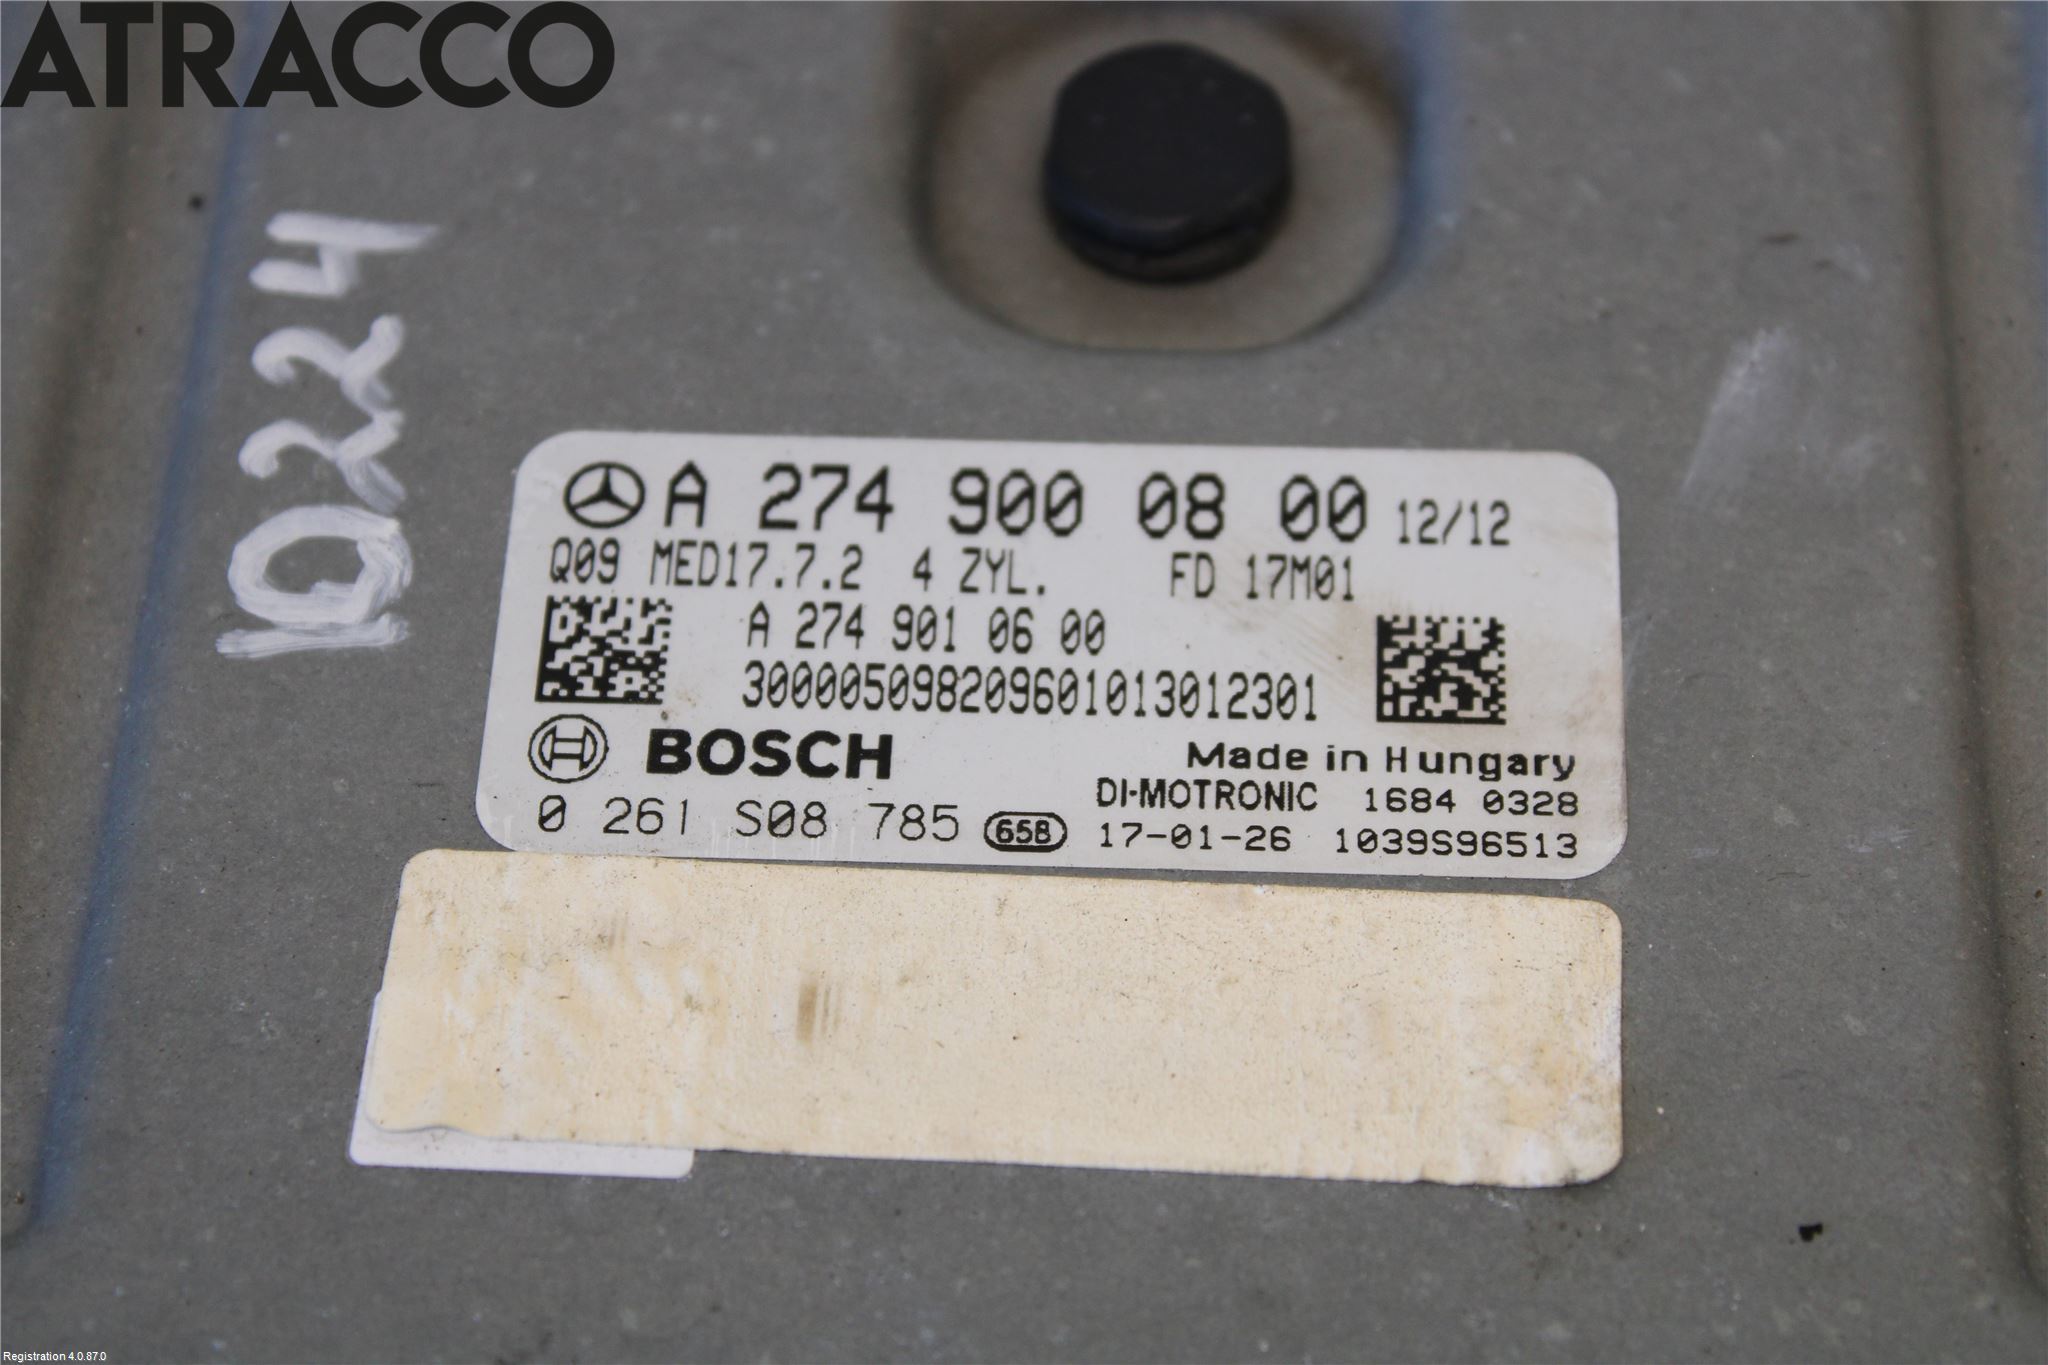 ATRACCO
10224
A 274 900 08 00 12/12
Q09 MED17.7.2 4 ZYL. FD 17M01
A 274 901 06 00
300005098209601013012301
BOSCH
Made in Hungary
DI-MOTRONIC 1684 0328
0 261 S08 785 658 17-01-26 1039S96513
Registration 4.0.87.0